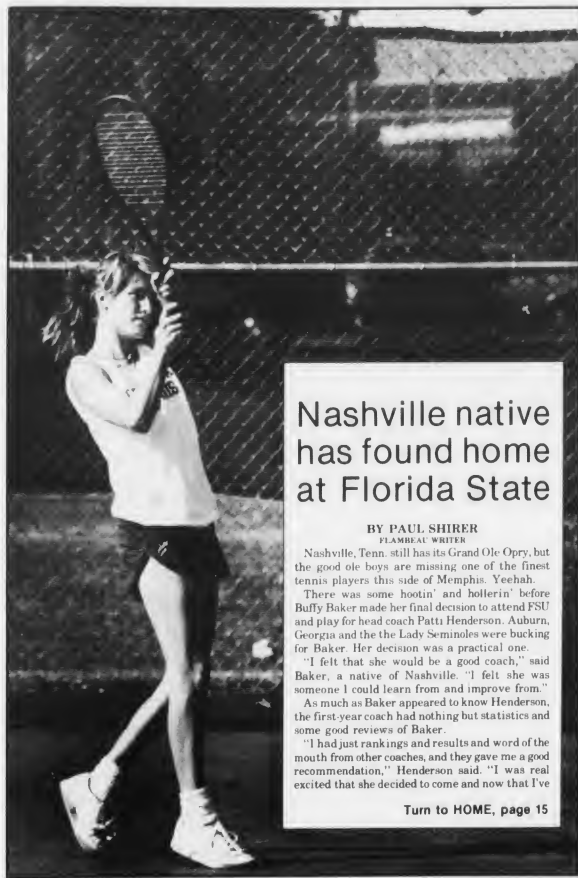 Nashville native
has found home
at Florida State
BY PAUL SHIRER
FLAMBEAU WRITER
Nashville, Tenn. still has its Grand Ole Opry, but
the good ole boys are missing one of the finest
tennis players this side of Memphis. Yeehah.
There was some hootin' and hollerin' before
Buffy Baker made her final decision to attend FSU
and play for head coach Patti Henderson. Auburn,
Georgia and the the Lady Seminoles were bucking
for Baker. Her decision was a practical one.
"I felt that she would be a good coach," said
Baker, a native of Nashville. "I felt she was
someone I could learn from and improve from."
As much as Baker appeared to know Henderson,
the first-year coach had nothing but statistics and
some good reviews of Baker.
"I had just rankings and results and word of the
mouth from other coaches, and they gave me a good
recommendation," Henderson said. "I was real
excited that she decided to come and now that I've
Turn to HOME, page 15